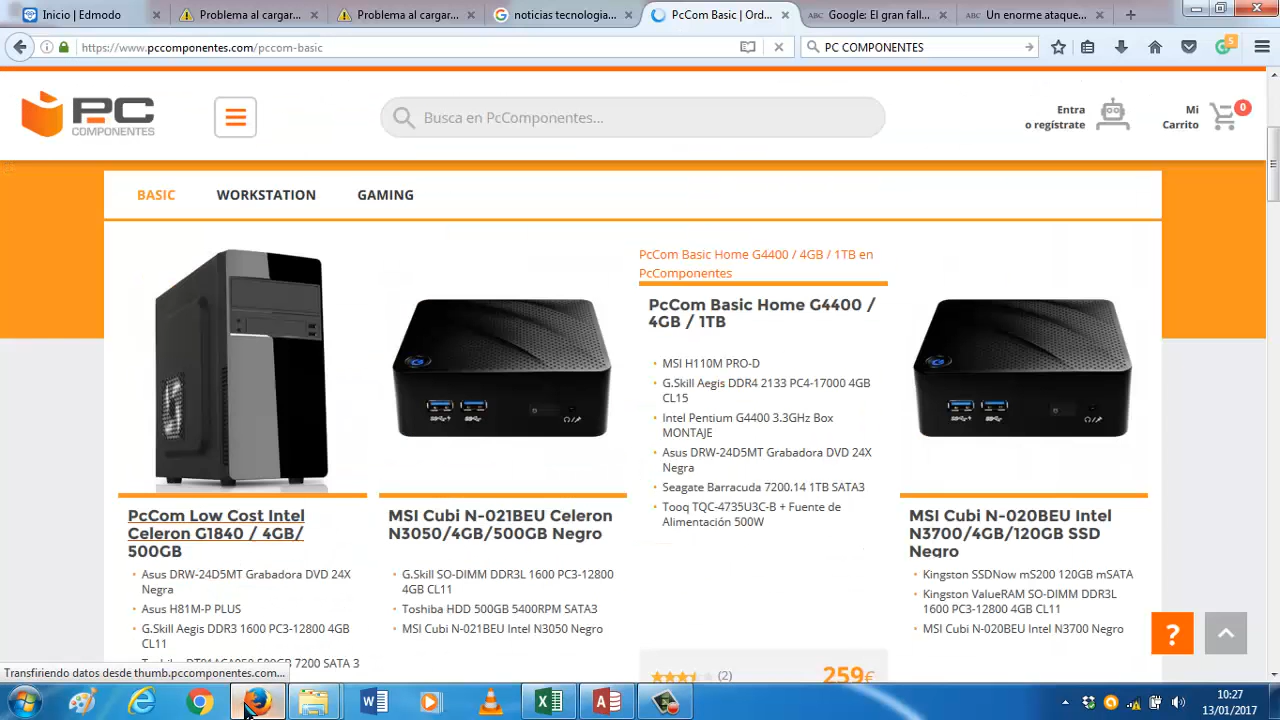 Inicio | Edmodo
Problema al cargar...
Problema al cargar...
noticias tecnologia...
PcCom Basic | Ord...
ABC Google: El gran fall...
ABC Un enorme ataque...
https://www.pccomponentes.com/pccom-basic
PC COMPONENTES
5
PC
COMPONENTES
Busca en PcComponentes...
Entra
o regístrate
Mi
Carrito
0
BASIC
WORKSTATION
GAMING
PcCom Low Cost Intel
Celeron G1840 / 4GB/
500GB
Asus DRW-24D5MT Grabadora DVD 24X
Negra
Asus H81M-P PLUS
G.Skill Aegis DDR3 1600 PC3-12800 4GB
CL11
500GB 7200 SATA 3
MSI Cubi N-021BEU Celeron
N3050/4GB/500GB Negro
G.Skill SO-DIMM DDR3L 1600 PC3-12800
4GB CL11
Toshiba HDD 500GB 5400RPM SATA3
MSI Cubi N-021BEU Intel N3050 Negro
PcCom Basic Home G4400 / 4GB / 1TB en
PcComponentes
PcCom Basic Home G4400 /
4GB / 1TB
MSI H110M PRO-D
G.Skill Aegis DDR4 2133 PC4-17000 4GB
CL15
Intel Pentium G4400 3.3GHz Box
MONTAJE
Asus DRW-24D5MT Grabadora DVD 24X
Negra
Seagate Barracuda 7200.14 1TB SATA3
Tooq TQC-4735U3C-B + Fuente de
Alimentación 500W
(2)
259€
MSI Cubi N-020BEU Intel
N3700/4GB/120GB SSD
Negro
Kingston SSDNow mS200 120GB mSATA
Kingston ValueRAM SO-DIMM DDR3L
1600 PC3-12800 4GB CL11
MSI Cubi N-020BEU Intel N3700 Negro
?
Transfiriendo datos desde thumb.pccomponentes.com...
10:27
13/01/2017